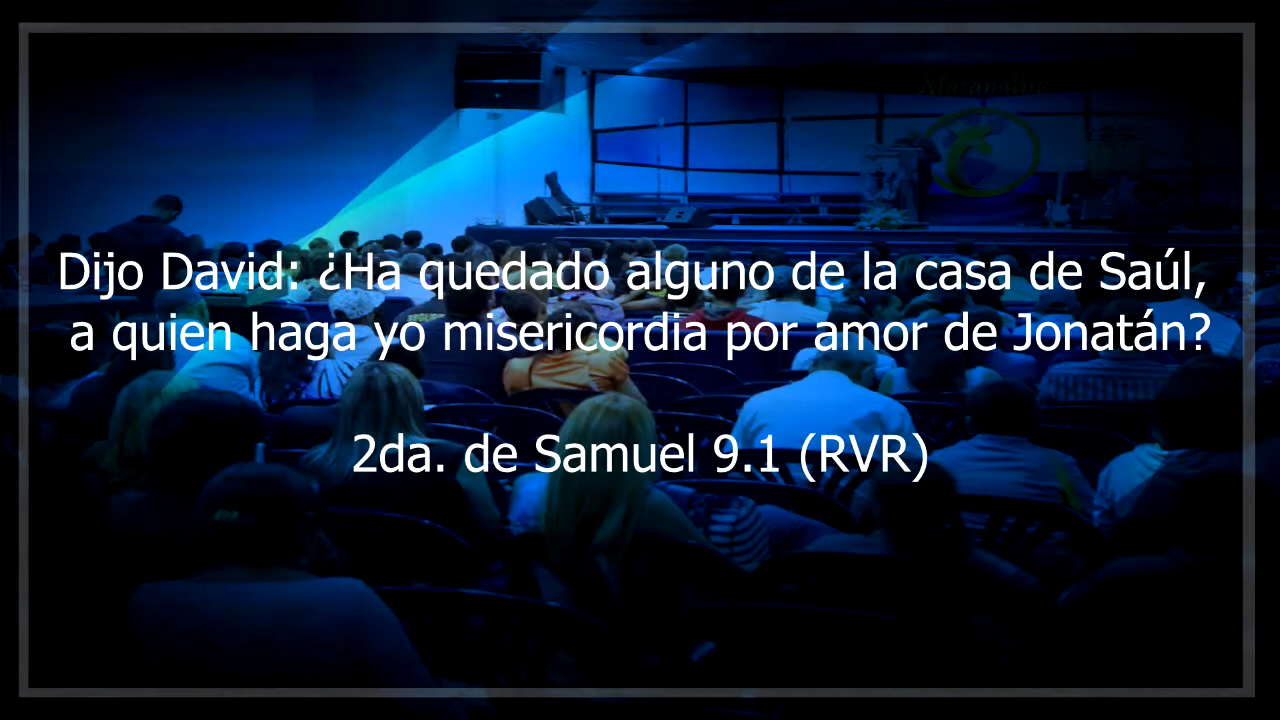 Maranatha
Dijo David: ¿Ha quedado alguno de la casa de Saúl,
a quien haga yo misericordia por amor de Jonatán?
2da. de Samuel 9.1 (RVR)